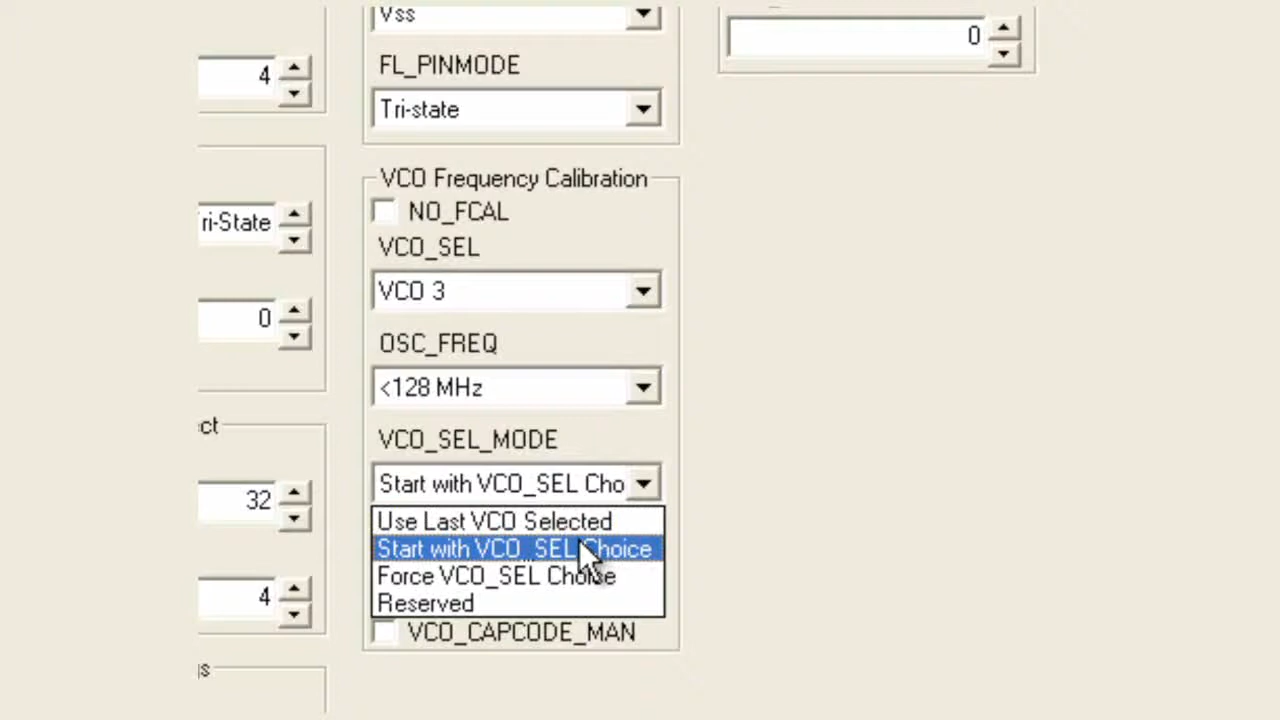 4
ri-State
0
ct
32
4
s
Vss
FL_PINMODE
Tri-state
VCO Frequency Calibration
NO_FCAL
VCO_SEL
VCO 3
OSC_FREQ
<128 MHz
VCO_SEL_MODE
Start with VCO_SEL Cho
Use Last VCO Selected
Start with VCO_SEL Choice
Force VCO_SEL Choice
Reserved
VCO_CAPCODE_MAN
0